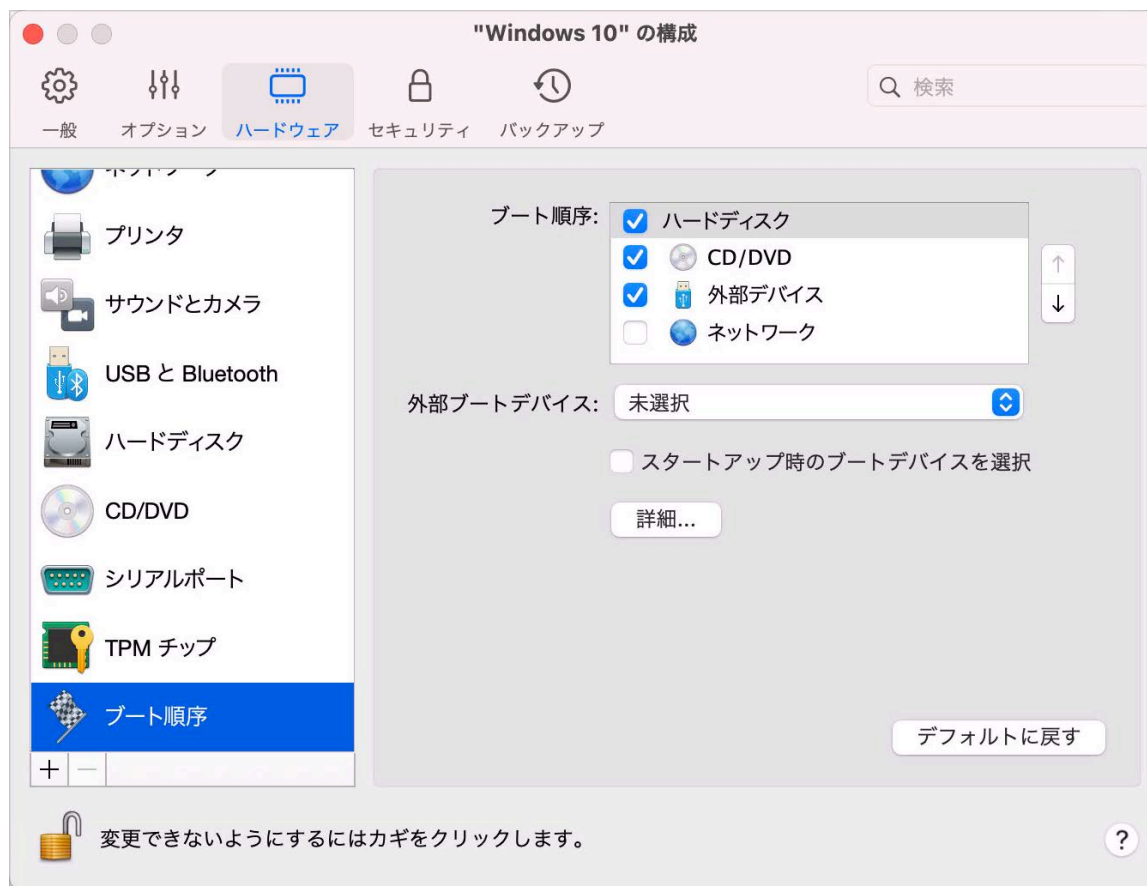 "Windows 10" の構成
一般
オプション
ハードウェア
セキュリティ
バックアップ
検索
ネットワーク
プリンタ
サウンドとカメラ
USB と Bluetooth
ハードディスク
CD/DVD
シリアルポート
TPM チップ
ブート順序
ブート順序:
ハードディスク
CD/DVD
外部デバイス
ネットワーク
外部ブートデバイス: 未選択
スタートアップ時のブートデバイスを選択
詳細...
デフォルトに戻す
変更できないようにするにはカギをクリックします。
?